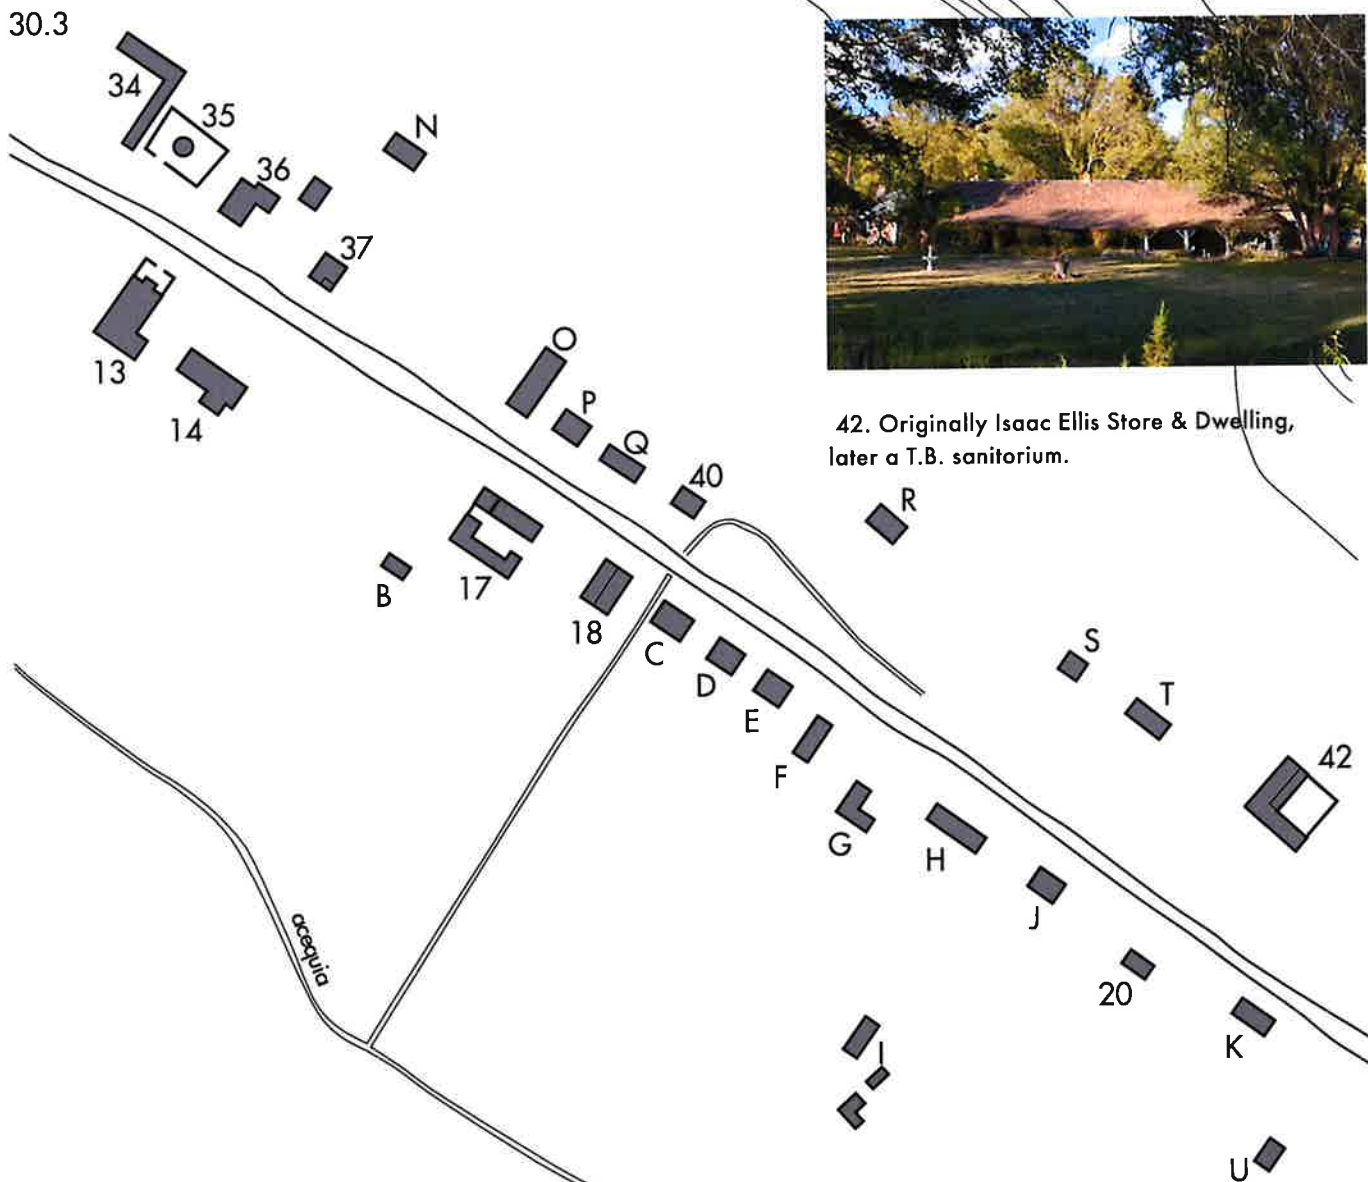 30.3
34
35
N
36
37
13
14
O
P
Q
40
42. Originally Isaac Ellis Store & Dwelling,
later a T.B. sanitorium.
R
B
17
18
C
D
E
F
G
H
J
S
T
42
20
K
acequia
I
U